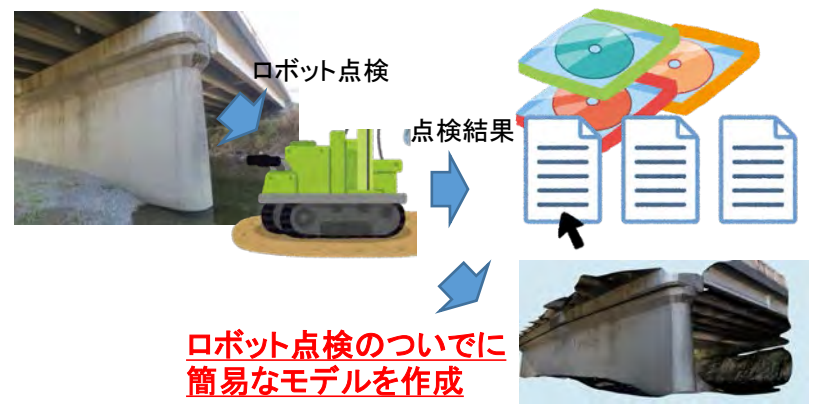 ロボット点検
点検結果
ロボット点検のついでに
簡易なモデルを作成